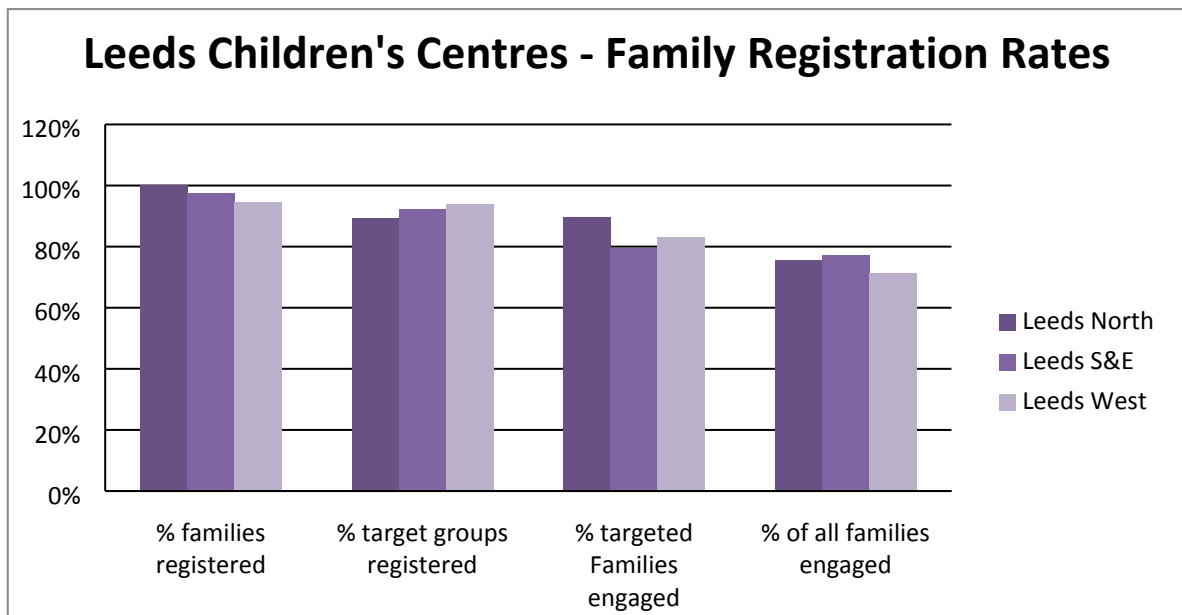 Leeds Children's Centres - Family Registration Rates
120%
100%
80%
60%
40%
20%
0%
% families
registered
% target groups
registered
% targeted
Families
engaged
% of all families
engaged
Leeds North
Leeds S&E
Leeds West